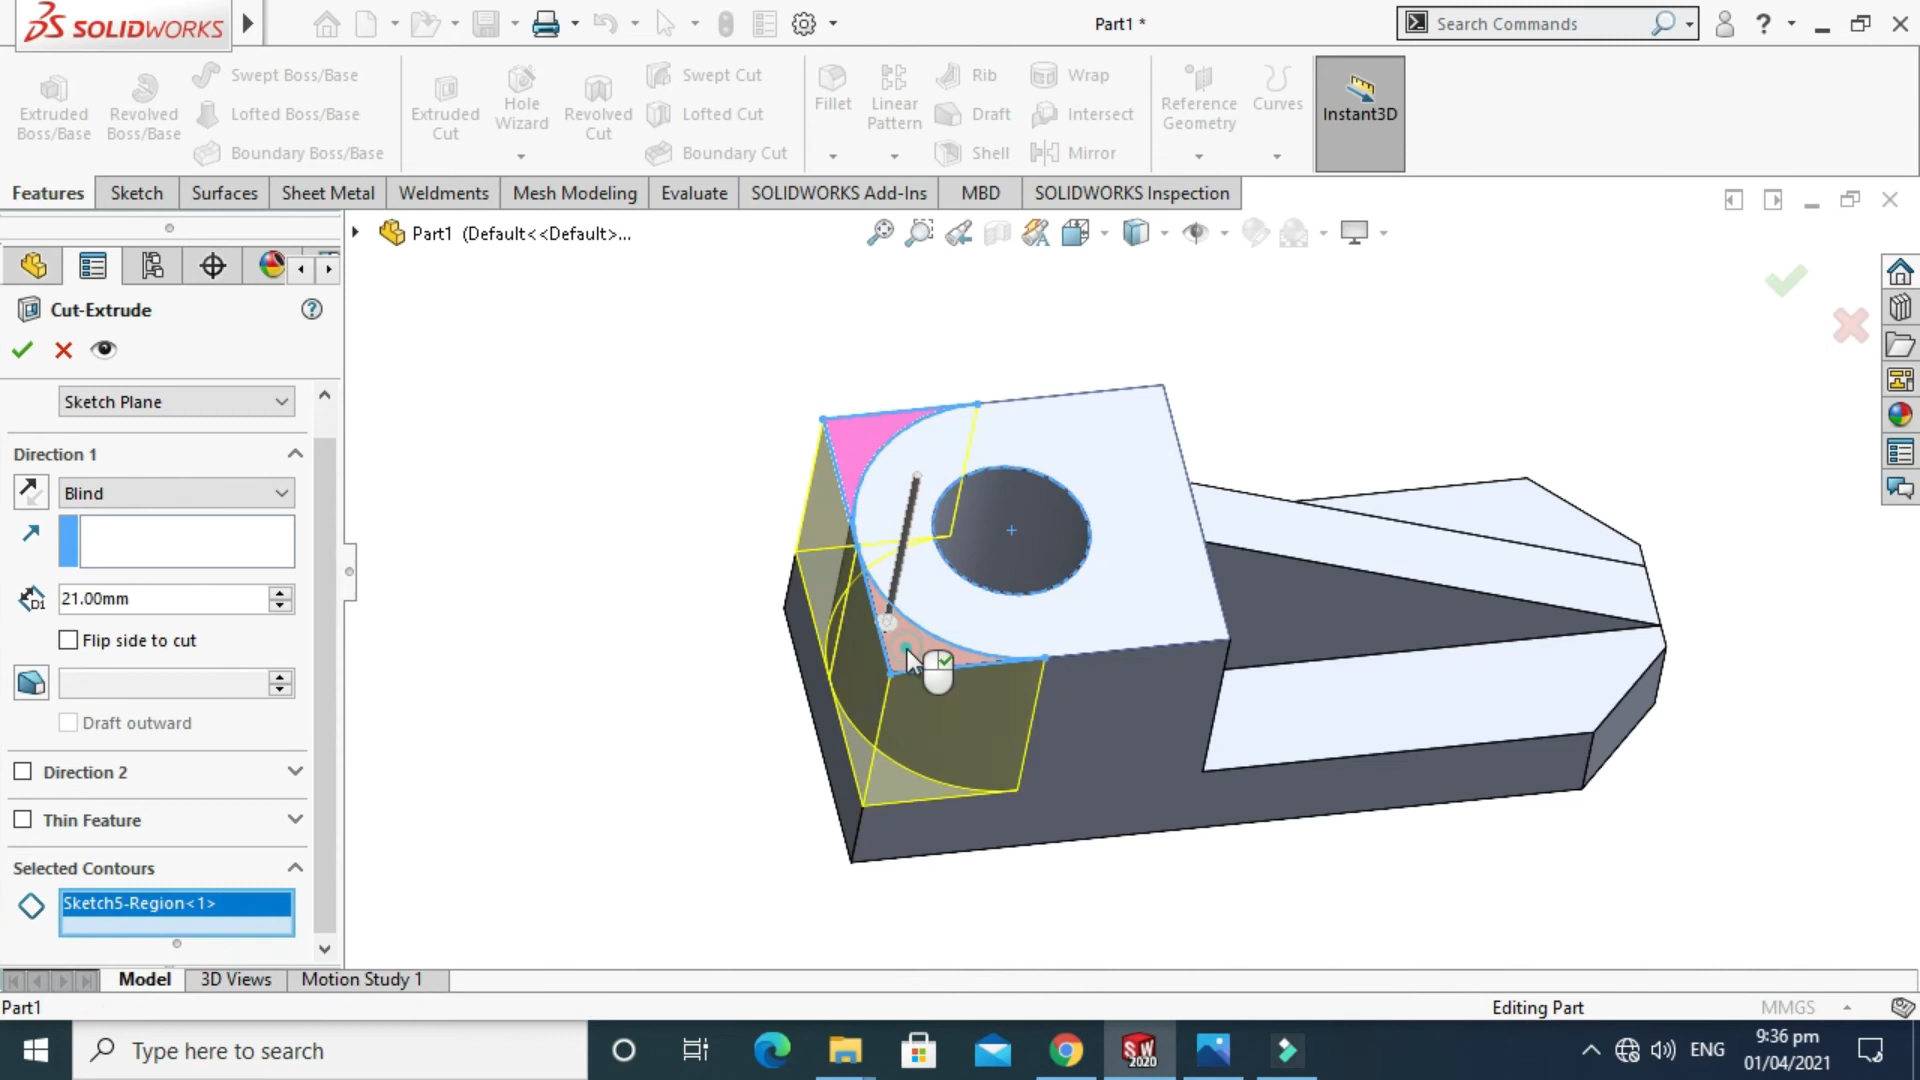 SOLIDWORKS
Part1 *
Search Commands
?
Extruded Boss/Base
Revolved Boss/Base
Swept Boss/Base
Lofted Boss/Base
Boundary Boss/Base
Extruded Cut
Hole Wizard
Revolved Cut
Swept Cut
Lofted Cut
Boundary Cut
Fillet
Linear Pattern
Rib
Draft
Shell
Wrap
Intersect
Mirror
Reference Geometry
Curves
Instant3D
Features
Sketch
Surfaces
Sheet Metal
Weldments
Mesh Modeling
Evaluate
SOLIDWORKS Add-Ins
MBD
SOLIDWORKS Inspection
Part1 (Default<<Default>...
Cut-Extrude
?
Sketch Plane
Direction 1
Blind
D1
21.00mm
Flip side to cut
Draft outward
Direction 2
Thin Feature
Selected Contours
Sketch5-Region<1>
Model
3D Views
Motion Study 1
Part1
Editing Part
MMGS
Type here to search
SW
2020
ENG
9:36 pm
01/04/2021